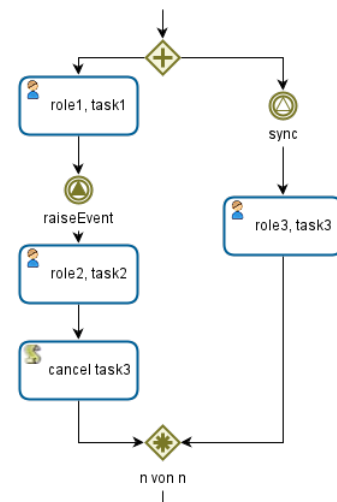 role1, task1
sync
raiseEvent
role3, task3
role2, task2
cancel task3
n von n